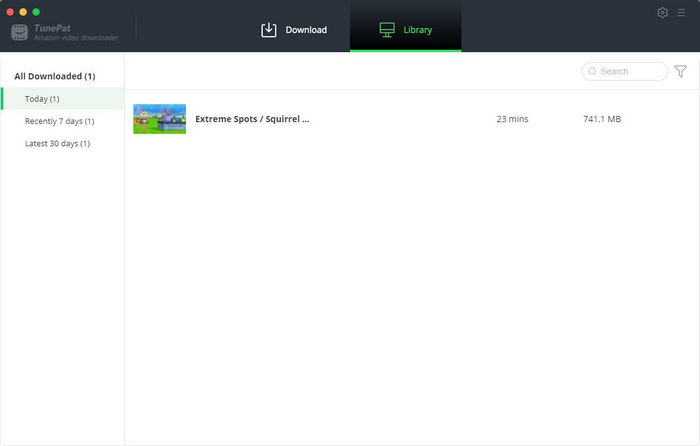 TunePat
Amazon video downloader
Download
Library
All Downloaded (1)
Search
Today (1)
Recently 7 days (1)
Latest 30 days (1)
Extreme Spots / Squirrel ...
23 mins
741.1 MB